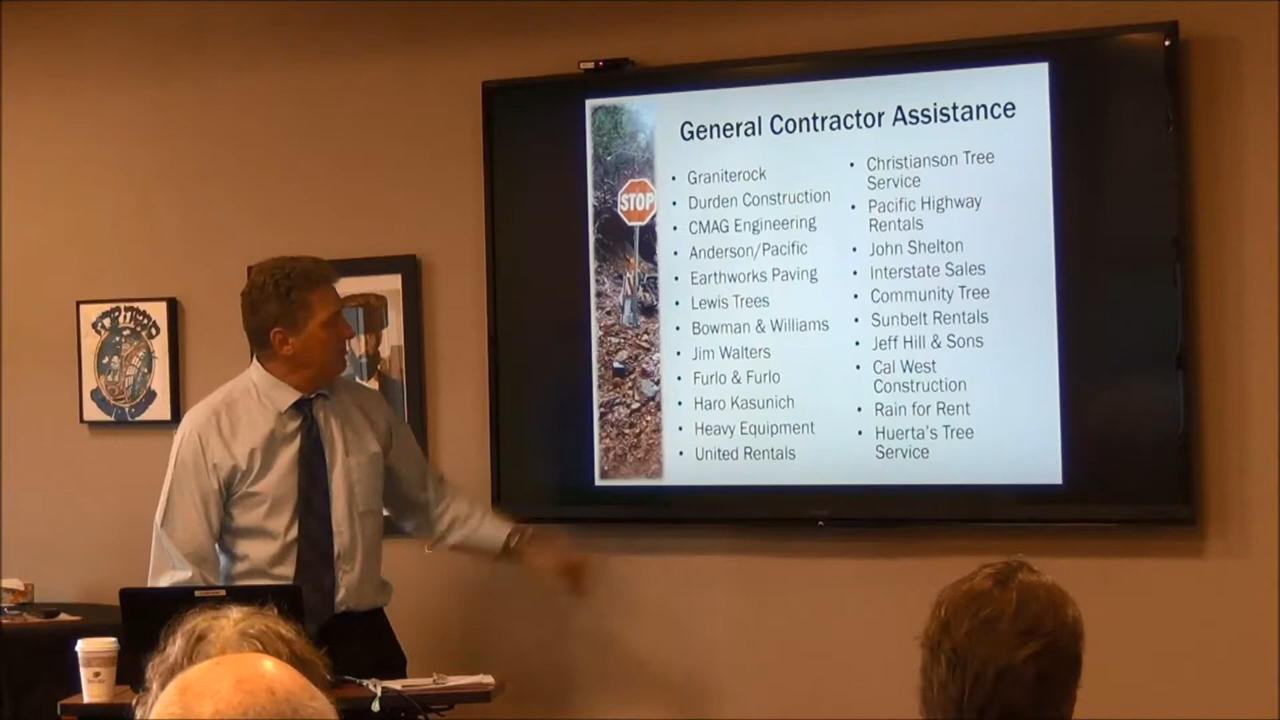 General Contractor Assistance
STOP
• Graniterock
• Durden Construction
• CMAG Engineering
• Anderson/Pacific
• Earthworks Paving
• Lewis Trees
• Bowman & Williams
• Jim Walters
• Furlo & Furlo
• Haro Kasunich
• Heavy Equipment
• United Rentals
• Christianson Tree
Service
• Pacific Highway
Rentals
• John Shelton
• Interstate Sales
• Community Tree
• Sunbelt Rentals
• Jeff Hill & Sons
• Cal West
Construction
• Rain for Rent
• Huerta's Tree
Service